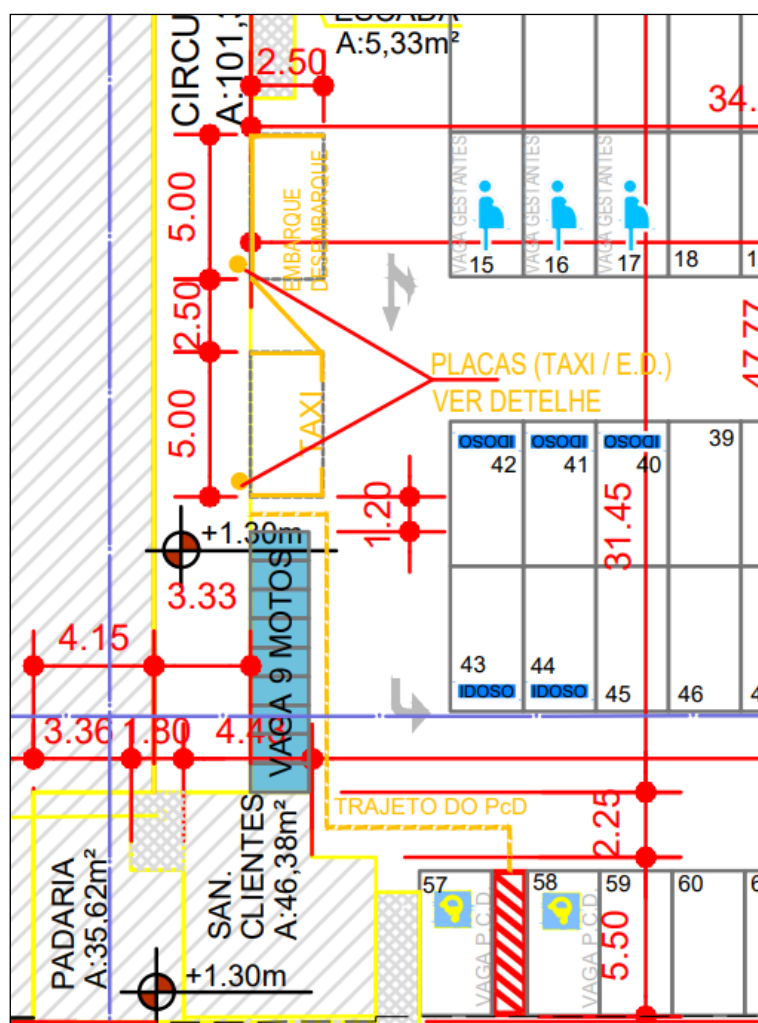 ESCADA
A:5,33m²
CIRCU
A:101,3
2.50
34.
5.00
EMBARQUE
DESEMBARQUE
VAGA GESTANTES
VAGA GESTANTES
VAGA GESTANTES
15
16
17
18
1
2.50
47.77
PLACAS (TAXI / E.D.)
VER DETELHE
5.00
TAXI
IDOSO
IDOSO
IDOSO
42
41
40
39
1.20
31.45
+1.30m
3.33
VAGA 9 MOTOS
4.15
43
44
IDOSO
IDOSO
45
46
4
3.36
1.80
TRAJETO DO PcD
2.25
PADARIA
A:35,62m²
SAN.
CLIENTES
A:46,38m²
57
58
59
60
6
VAGA P.C.D.
VAGA P.C.D.
5.50
+1.30m